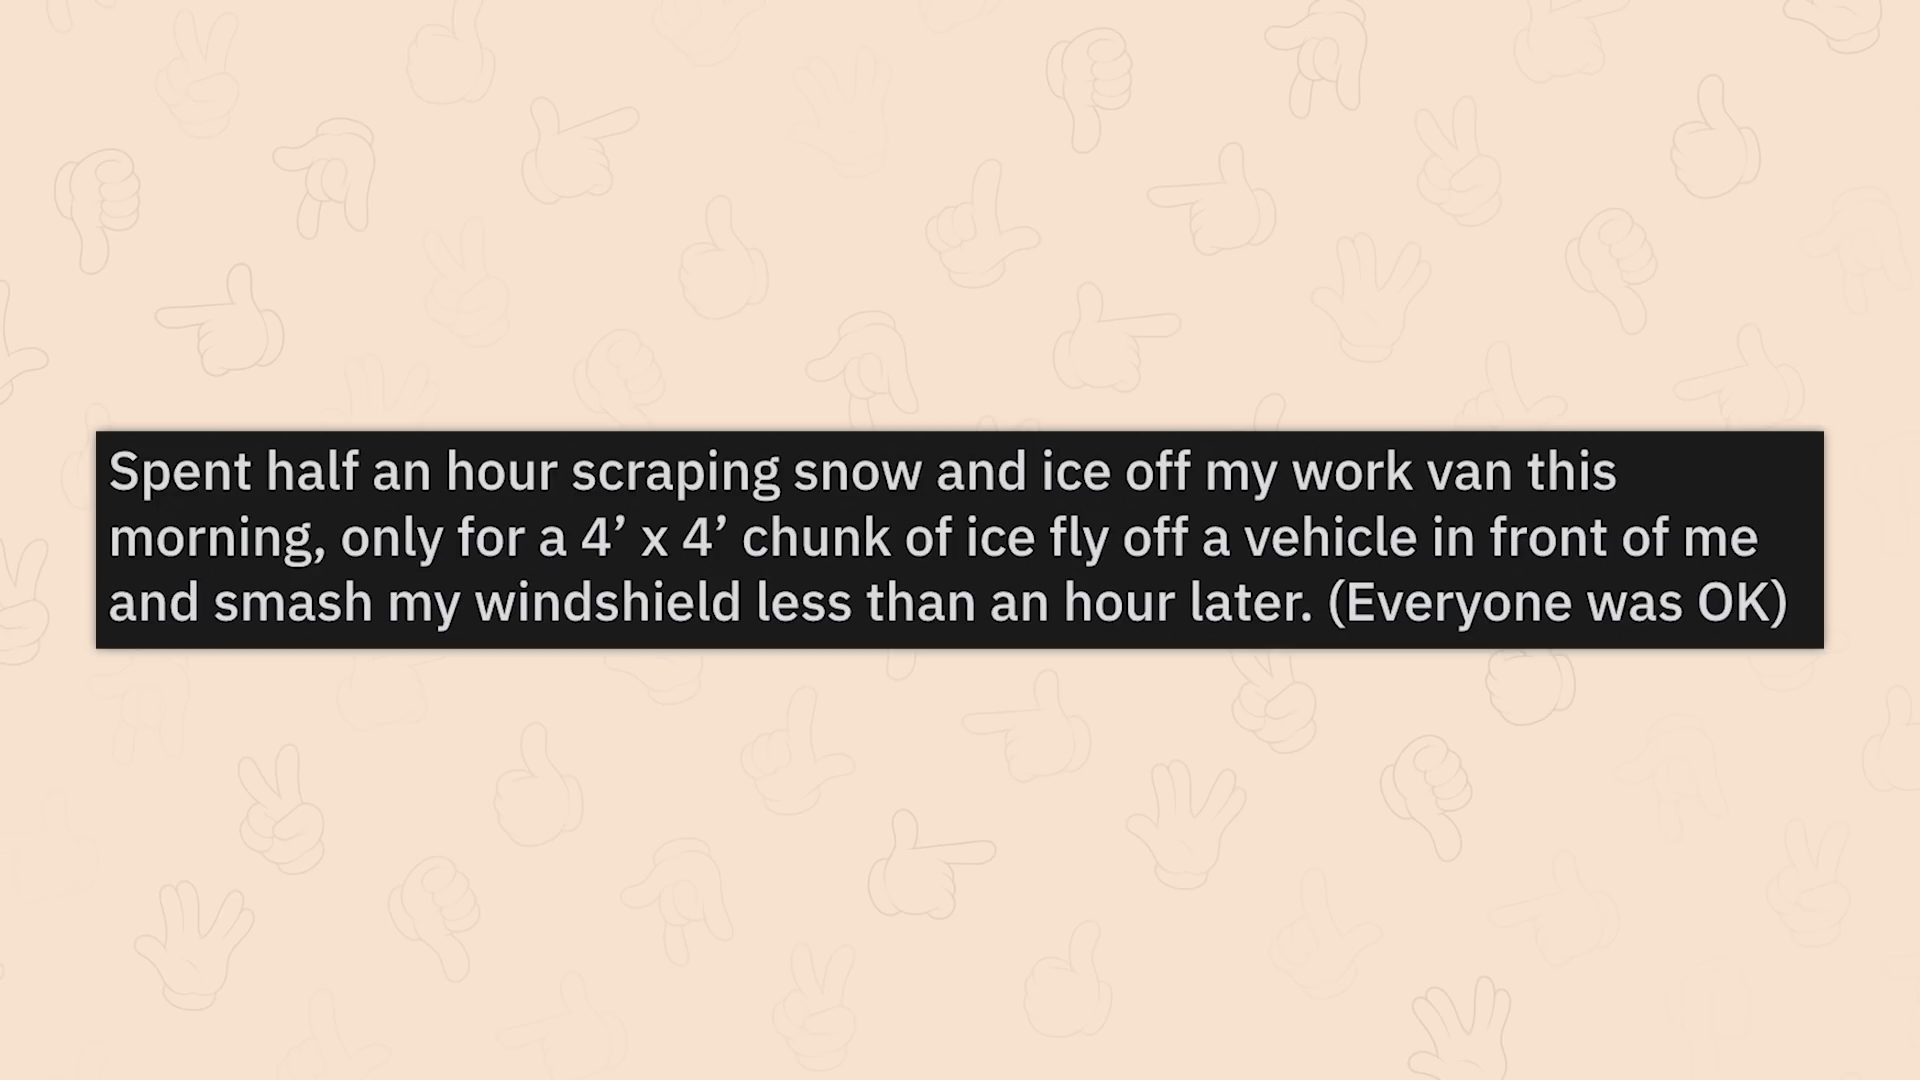 Spent half an hour scraping snow and ice off my work van this
morning, only for a 4’ x 4’ chunk of ice fly off a vehicle in front of me
and smash my windshield less than an hour later. (Everyone was OK)